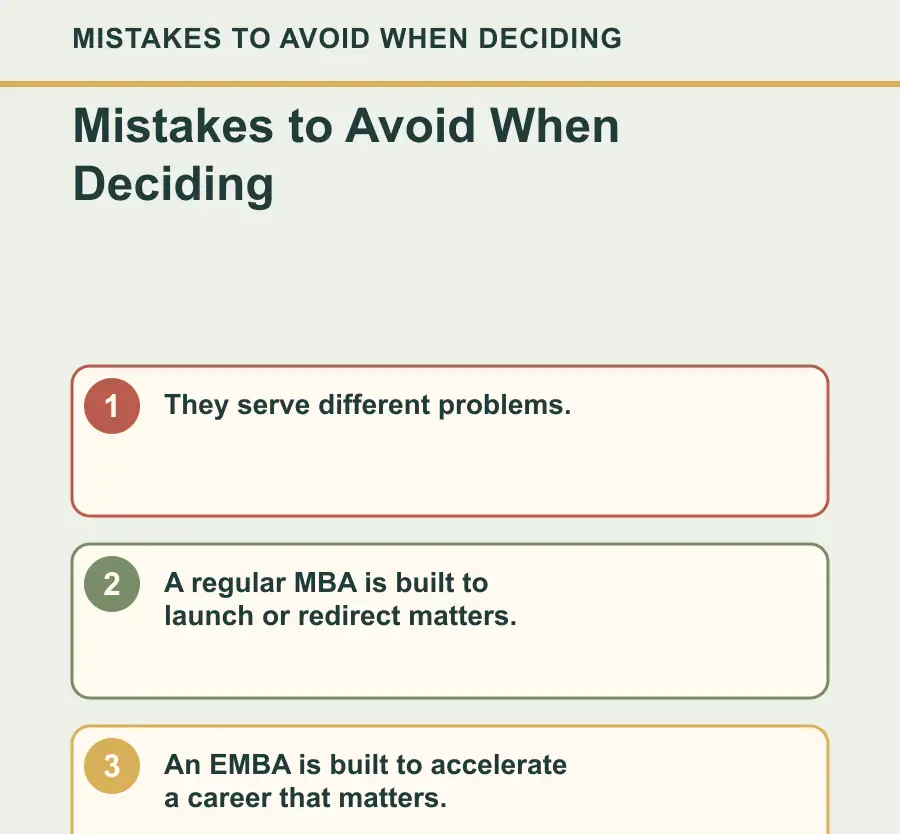 MISTAKES TO AVOID WHEN DECIDING
Mistakes to Avoid When
Deciding
1
They serve different problems.
2
A regular MBA is built to
launch or redirect matters.
3
An EMBA is built to accelerate
a career that matters.